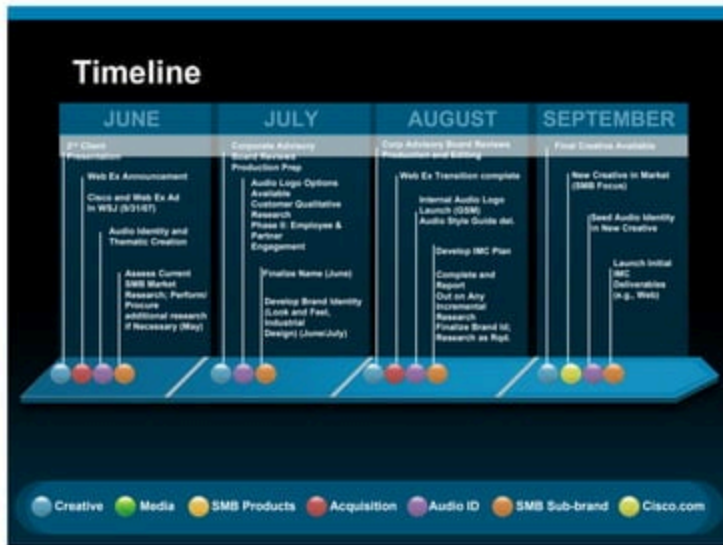 Timeline
JUNE
JULY
AUGUST
SEPTEMBER
2nd Client
Presentation
Web Ex Announcement
Cisco and Web Ex Ad
In WSJ (5/31/07)
Audio Identity and
Thematic Creation
Assess Current
SMB Market
Research; Perform/
Procure
additional research
if Necessary (May)
Corporate Advisory
Board Reviews
Production Prep
Audio Logo Options
Available
Customer Qualitative
Research
Phase II: Employee &
Partner
Engagement
Finalize Name (June)
Develop Brand Identity
(Look and Feel,
Industrial
Design) (June/July)
Corp Advisory Board Reviews
Production and Editing
Web Ex Transition complete
Internal Audio Logo
Launch (GSM)
Audio Style Guide del.
Develop IMC Plan
Complete and
Report
Out on Any
Incremental
Research
Finalize Brand Id;
Research as Rqd.
Final Creative Available
New Creative in Market
(SMB Focus)
Seed Audio Identity
in New Creative
Launch Initial
IMC
Deliverables
(e.g., Web)
Creative
Media
SMB Products
Acquisition
Audio ID
SMB Sub-brand
Cisco.com